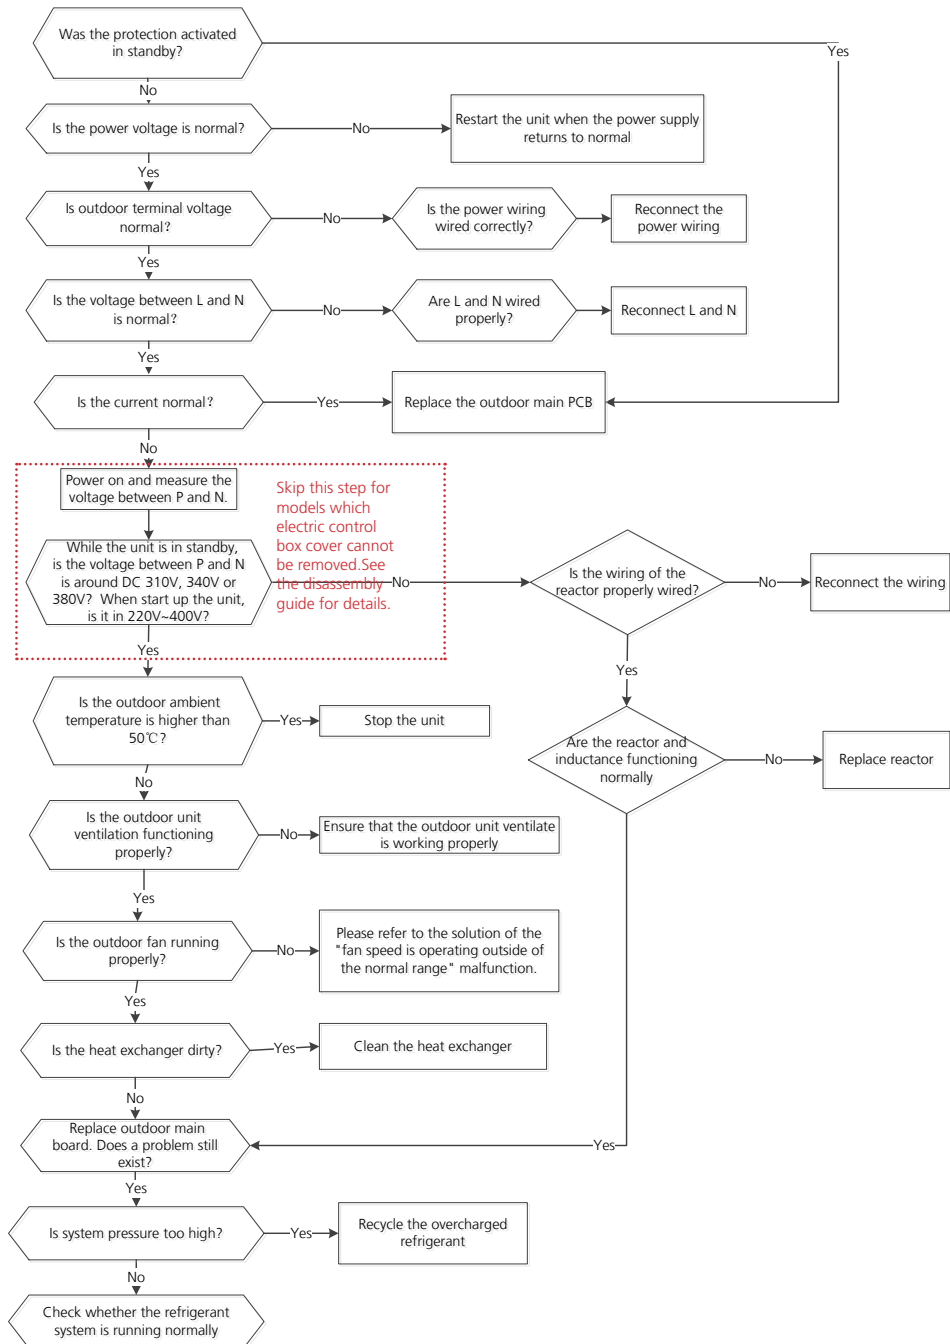 Was the protection activated
in standby?
Yes
No
Is the power voltage is normal?
No
Restart the unit when the power supply
returns to normal
Yes
Is outdoor terminal voltage
normal?
No
Is the power wiring
wired correctly?
Reconnect the
power wiring
Yes
Is the voltage between L and N
is normal?
No
Are L and N wired
properly?
Reconnect L and N
Yes
Is the current normal?
Yes
Replace the outdoor main PCB
No
Power on and measure the
voltage between P and N.
Skip this step for
models which
electric control
box cover cannot
be removed.See
the disassembly
guide for details.
While the unit is in standby,
is the voltage between P and N
is around DC 310V, 340V or
380V? When start up the unit,
is it in 220V~400V?
No
Is the wiring of the
reactor properly wired?
No
Reconnect the wiring
Yes
Yes
Is the outdoor ambient
temperature is higher than
50℃?
Yes
Stop the unit
Are the reactor and
inductance functioning
normally
No
Replace reactor
No
Is the outdoor unit
ventilation functioning
properly?
No
Ensure that the outdoor unit ventilate
is working properly
Yes
Is the outdoor fan running
properly?
No
Please refer to the solution of the
"fan speed is operating outside of
the normal range" malfunction.
Yes
Is the heat exchanger dirty?
Yes
Clean the heat exchanger
No
Replace outdoor main
board. Does a problem still
exist?
Yes
Yes
Is system pressure too high?
Yes
Recycle the overcharged
refrigerant
No
Check whether the refrigerant
system is running normally